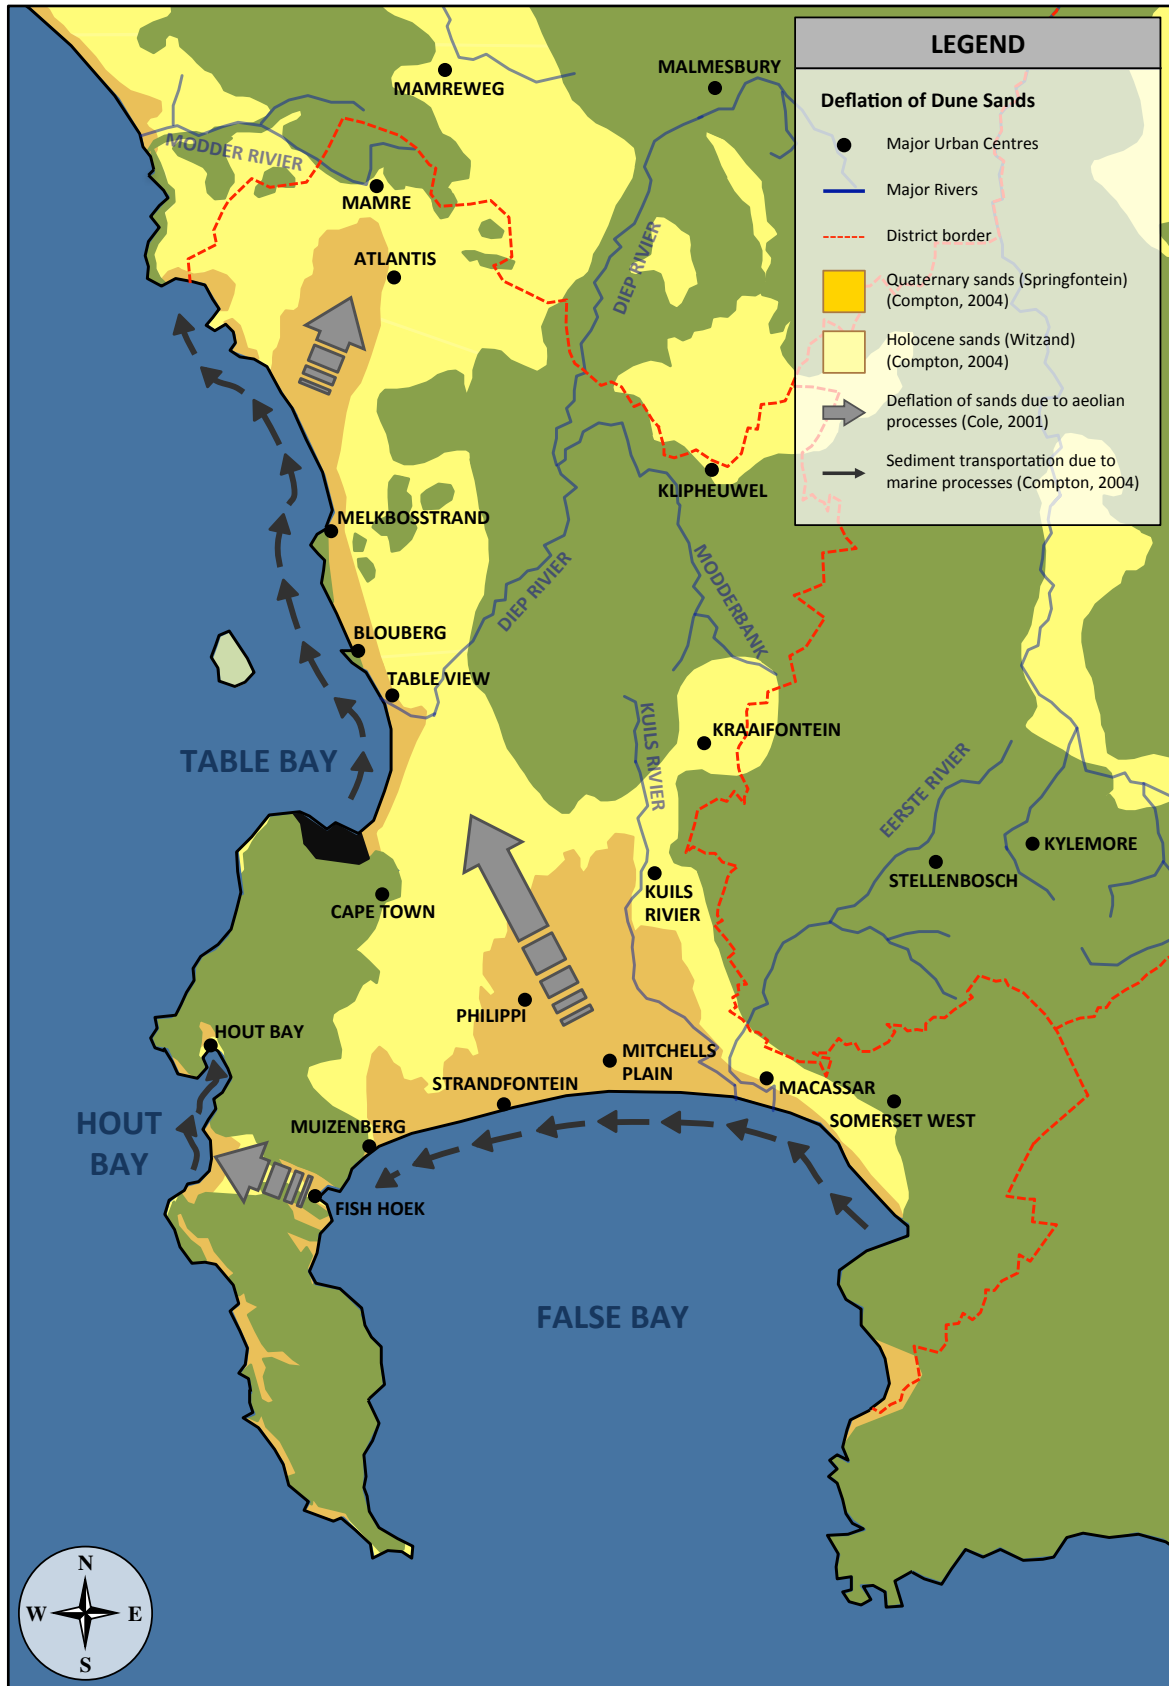 LEGEND
Deflation of Dune Sands
Major Urban Centres
Major Rivers
District border
Quaternary sands (Springfontein)
(Compton, 2004)
Holocene sands (Witzand)
(Compton, 2004)
Deflation of sands due to aeolian
processes (Cole, 2001)
Sediment transportation due to
marine processes (Compton, 2004)
MALMESBURY
MAMREWEG
MODDER RIVIER
MAMRE
ATLANTIS
DIEP RIVIER
KLIPHEUWEL
MELKBOSSTRAND
DIEP RIVIER
MODDERBANK
BLOUBERG
TABLE VIEW
KUILS RIVIER
KRAAIFONTEIN
TABLE BAY
EERSTE RIVIER
KYLEMORE
STELLENBOSCH
KUILS
RIVIER
CAPE TOWN
PHILIPPI
HOUT BAY
MITCHELLS
PLAIN
STRANDFONTEIN
MACASSAR
SOMERSET WEST
HOUT
BAY
MUIZENBERG
FISH HOEK
FALSE BAY
N
W
E
S